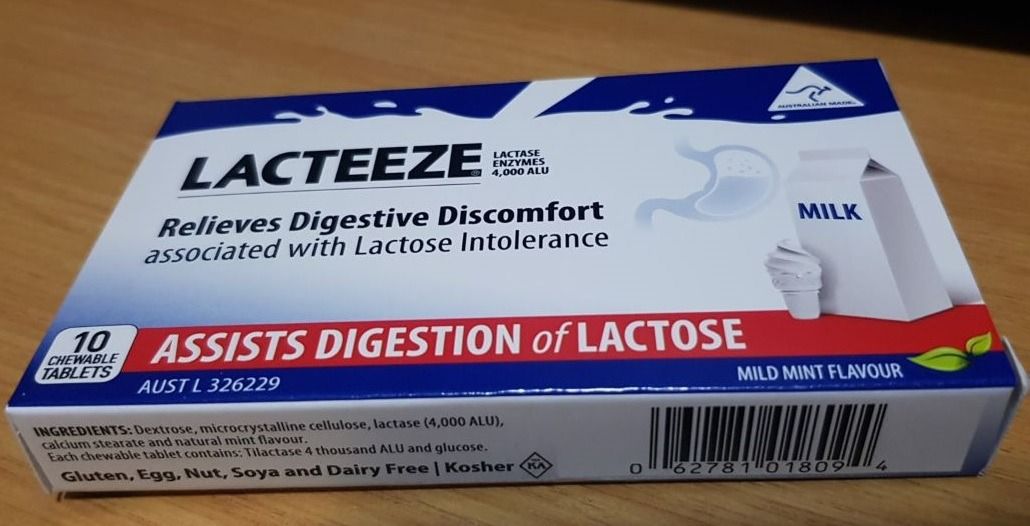 AUSTRALIAN MADE
LACTEEZE®
LACTASE
ENZYMES
4,000 ALU
Relieves Digestive Discomfort
associated with Lactose Intolerance
MILK
10
CHEWABLE
TABLETS
ASSISTS DIGESTION of LACTOSE
AUST L 326229
MILD MINT FLAVOUR
INGREDIENTS: Dextrose, microcrystalline cellulose, lactase (4,000 ALU),
calcium stearate and natural mint flavour.
Each chewable tablet contains: Tilactase 4 thousand ALU and glucose.
Gluten, Egg, Nut, Soya and Dairy Free | Kosher KA
0 62781 01809 4